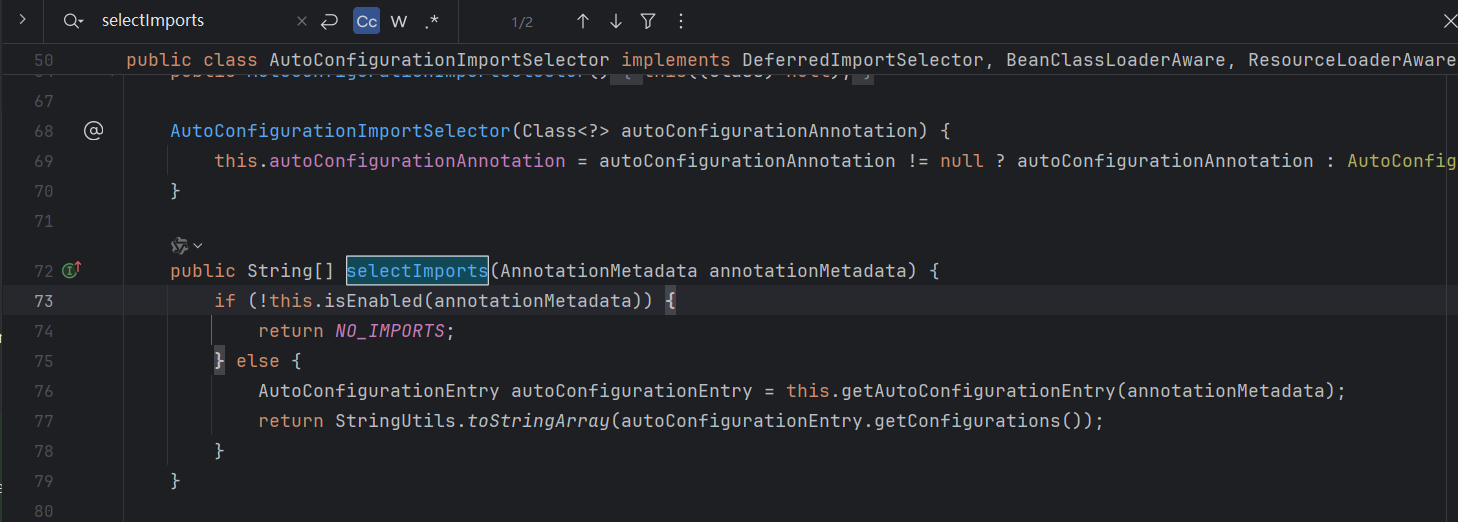 selectImports
Cc W .*
1/2
50 public class AutoConfigurationImportSelector implements DeferredImportSelector, BeanClassLoaderAware, ResourceLoaderAware
67
68 @ AutoConfigurationImportSelector(Class<?> autoConfigurationAnnotation) {
69 this.autoConfigurationAnnotation = autoConfigurationAnnotation != null ? autoConfigurationAnnotation : AutoConfig
70 }
71
72 public String[] selectImports(AnnotationMetadata annotationMetadata) {
73 if (!this.isEnabled(annotationMetadata)) {
74 return NO_IMPORTS;
75 } else {
76 AutoConfigurationEntry autoConfigurationEntry = this.getAutoConfigurationEntry(annotationMetadata);
77 return StringUtils.toStringArray(autoConfigurationEntry.getConfigurations());
78 }
79 }
80